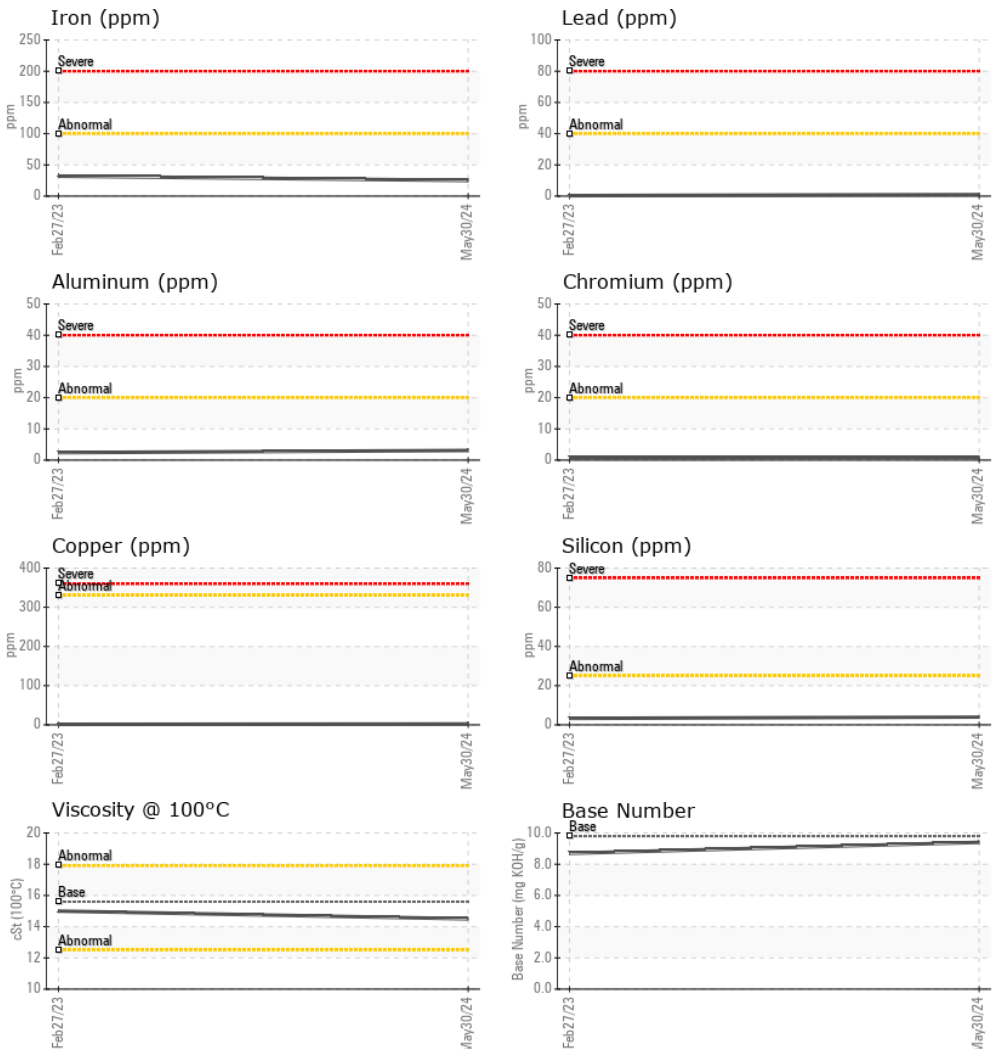 Iron (ppm)
250
200
150
100
50
0
ppm
Severe
Abnormal
Feb27/23
May30/24
Lead (ppm)
100
80
60
40
20
0
ppm
Severe
Abnormal
Feb27/23
May30/24
Aluminum (ppm)
50
40
30
20
10
0
ppm
Severe
Abnormal
Feb27/23
May30/24
Chromium (ppm)
50
40
30
20
10
0
ppm
Severe
Abnormal
Feb27/23
May30/24
Copper (ppm)
400
300
200
100
0
ppm
Severe
Abnormal
Feb27/23
May30/24
Silicon (ppm)
80
60
40
20
0
ppm
Severe
Abnormal
Feb27/23
May30/24
Viscosity @ 100°C
20
18
16
14
12
10
cSt (100°C)
Abnormal
Base
Abnormal
Feb27/23
May30/24
Base Number
10.0
8.0
6.0
4.0
2.0
0.0
Base Number (mg KOH/g)
Base
Feb27/23
May30/24